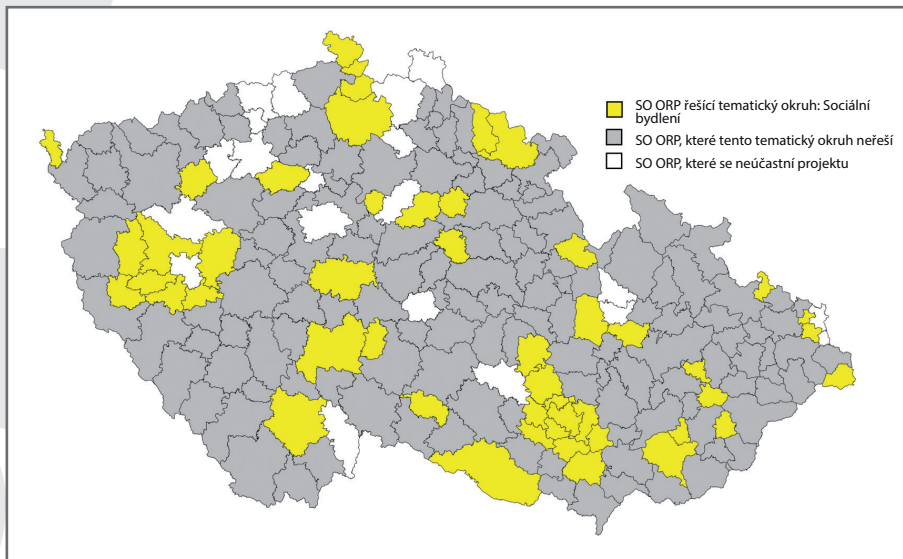 SO ORP řešící tematický okruh: Sociální
bydlení
SO ORP, které tento tematický okruh neřeší
SO ORP, které se neúčastní projektu